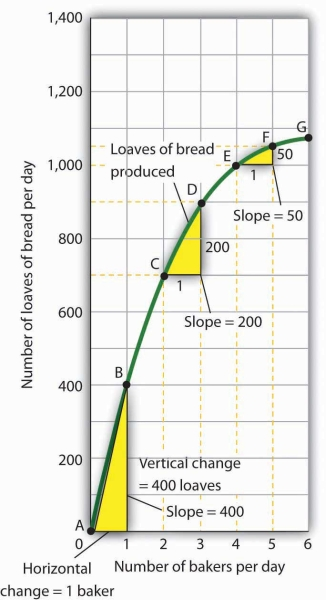 1,400
1,200
1,000
800
600
400
200
0
Number of loaves of bread per day
Loaves of bread
produced
A
B
C
D
E
F
G
50
1
Slope = 50
200
1
Slope = 200
Vertical change
= 400 loaves
Slope = 400
1 2 3 4 5 6
Horizontal
change = 1 baker
Number of bakers per day